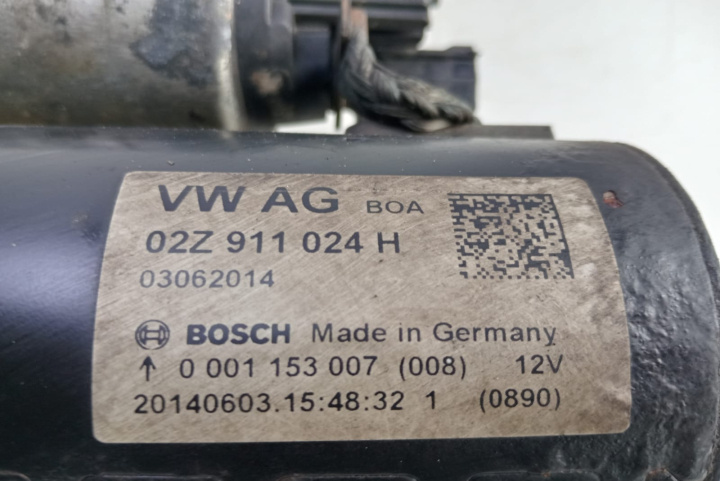 VW AG BOA
02Z 911 024 H
03062014
BOSCH Made in Germany
↑ 0 001 153 007 (008) 12V
20140603.15:48:32 1 (0890)